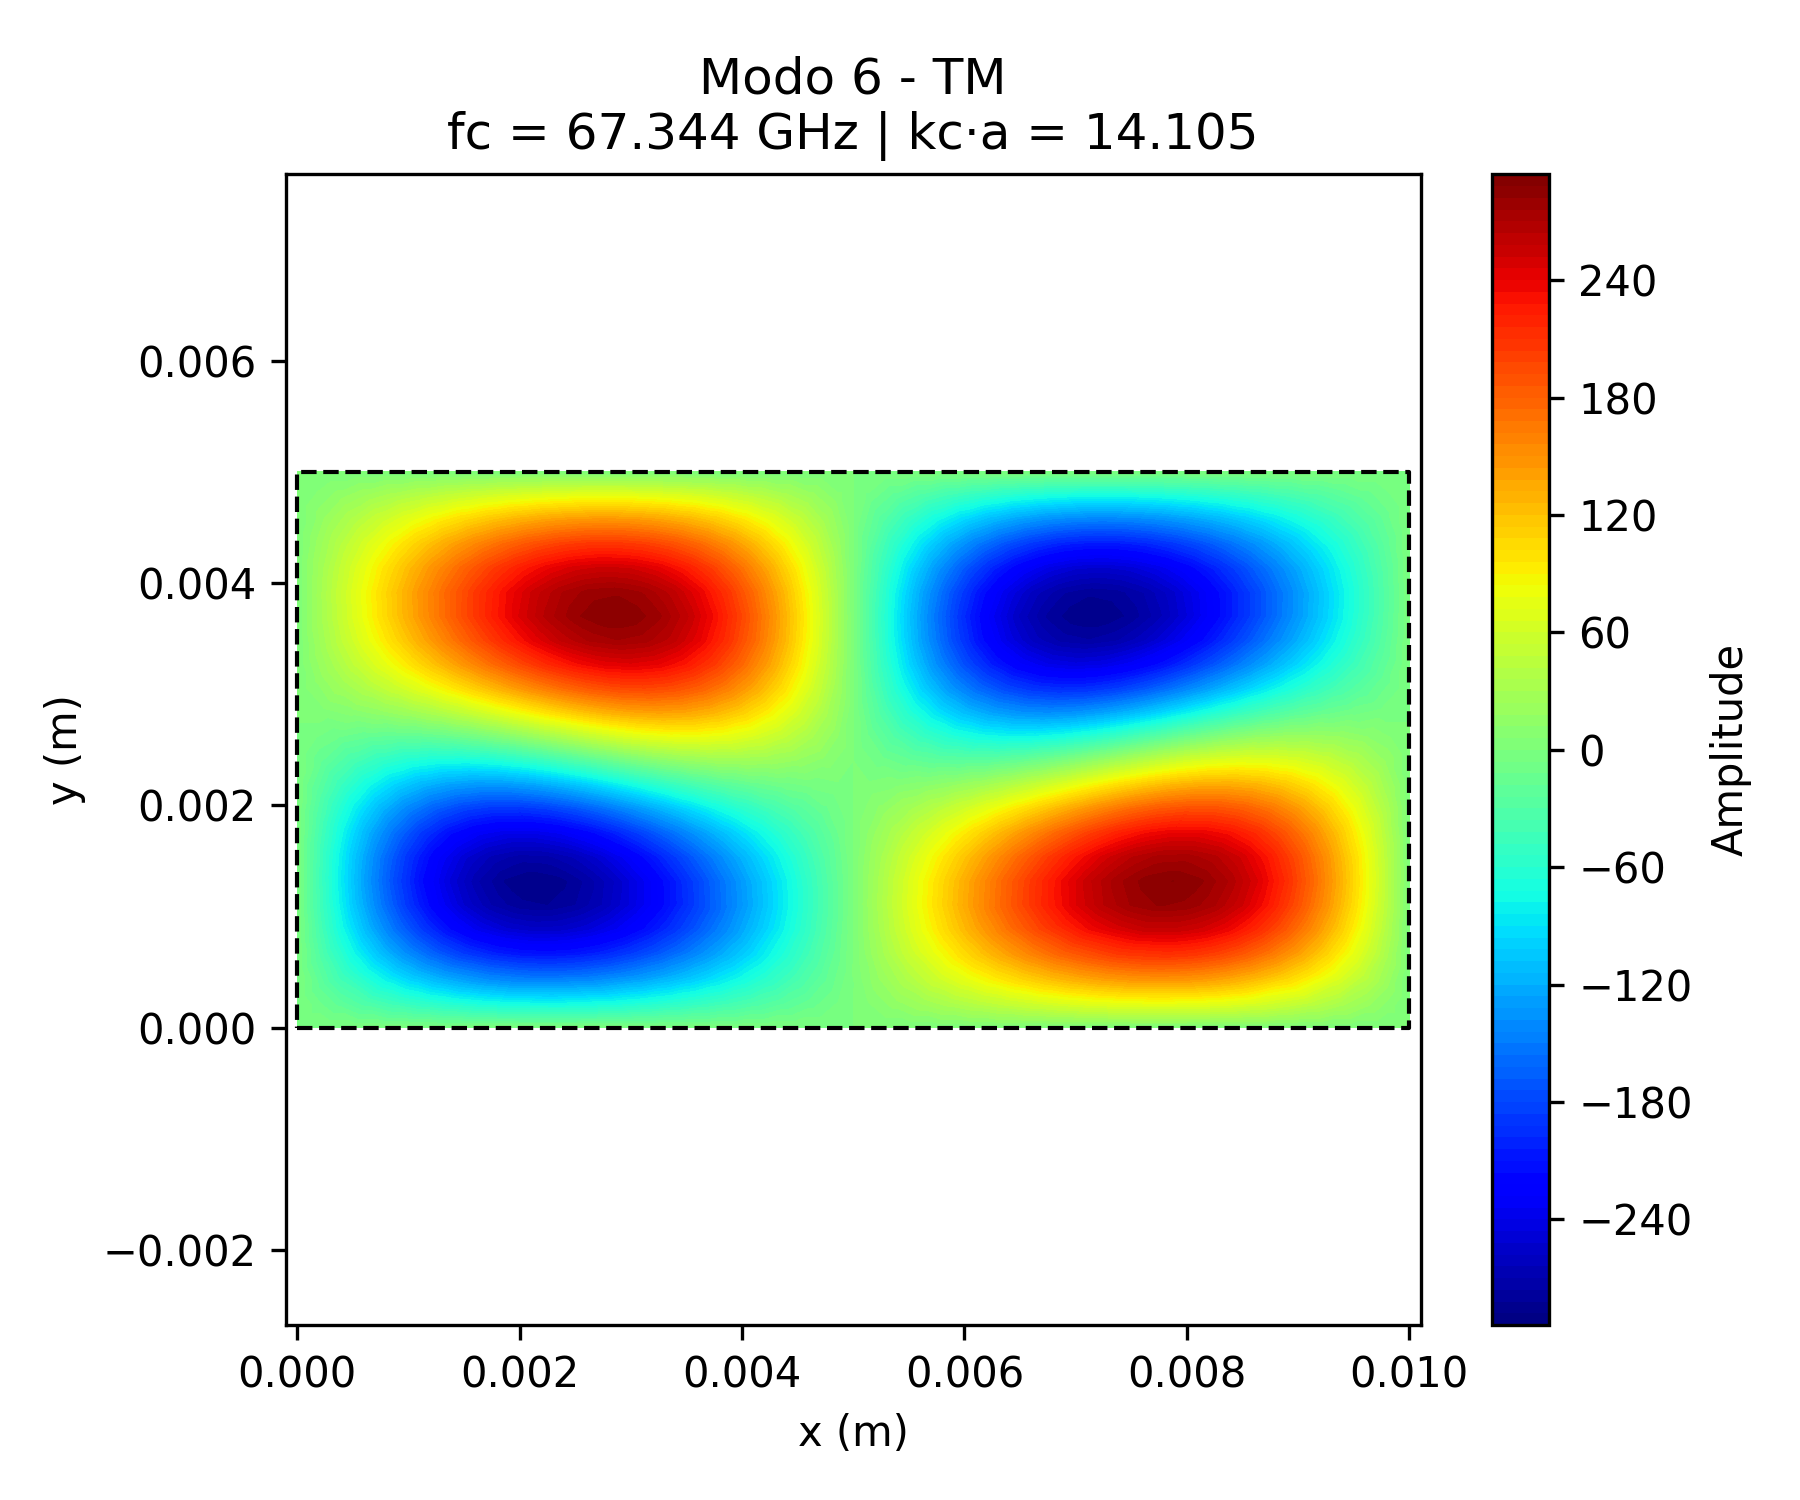 Modo 6 - TM
fc = 67.344 GHz | kc·a = 14.105
0.006
0.004
0.002
0.000
−0.002
y (m)
0.000 0.002 0.004 0.006 0.008 0.010
x (m)
240
180
120
60
0
−60
−120
−180
−240
Amplitude